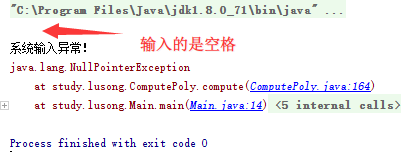 "C:\Program Files\Java\jdk1.8.0_71\bin\java" ...
输入的是空格
系统输入异常！
java.lang.NullPointerException
at study.lusong.ComputePoly.compute(ComputePoly.java:164)
at study.lusong.Main.main(Main.java:14) <5 internal calls>
Process finished with exit code 0